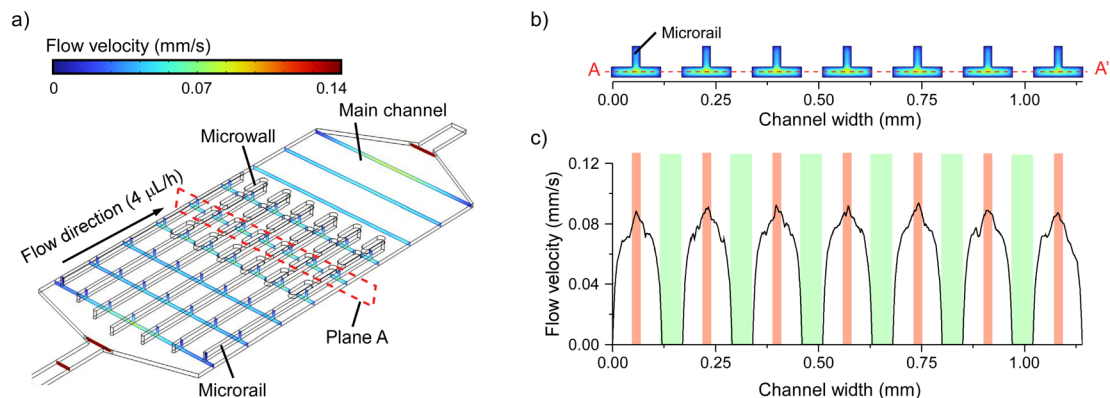 a)
Flow velocity (mm/s)
0 0.07 0.14
Main channel
Microwall
Flow direction (4 μL/h)
Plane A
Microrail
b)
Microrail
A A'
0.00 0.25 0.50 0.75 1.00
Channel width (mm)
c)
0.12
0.08
0.04
0.00
Flow velocity (mm/s)
0.00 0.25 0.50 0.75 1.00
Channel width (mm)